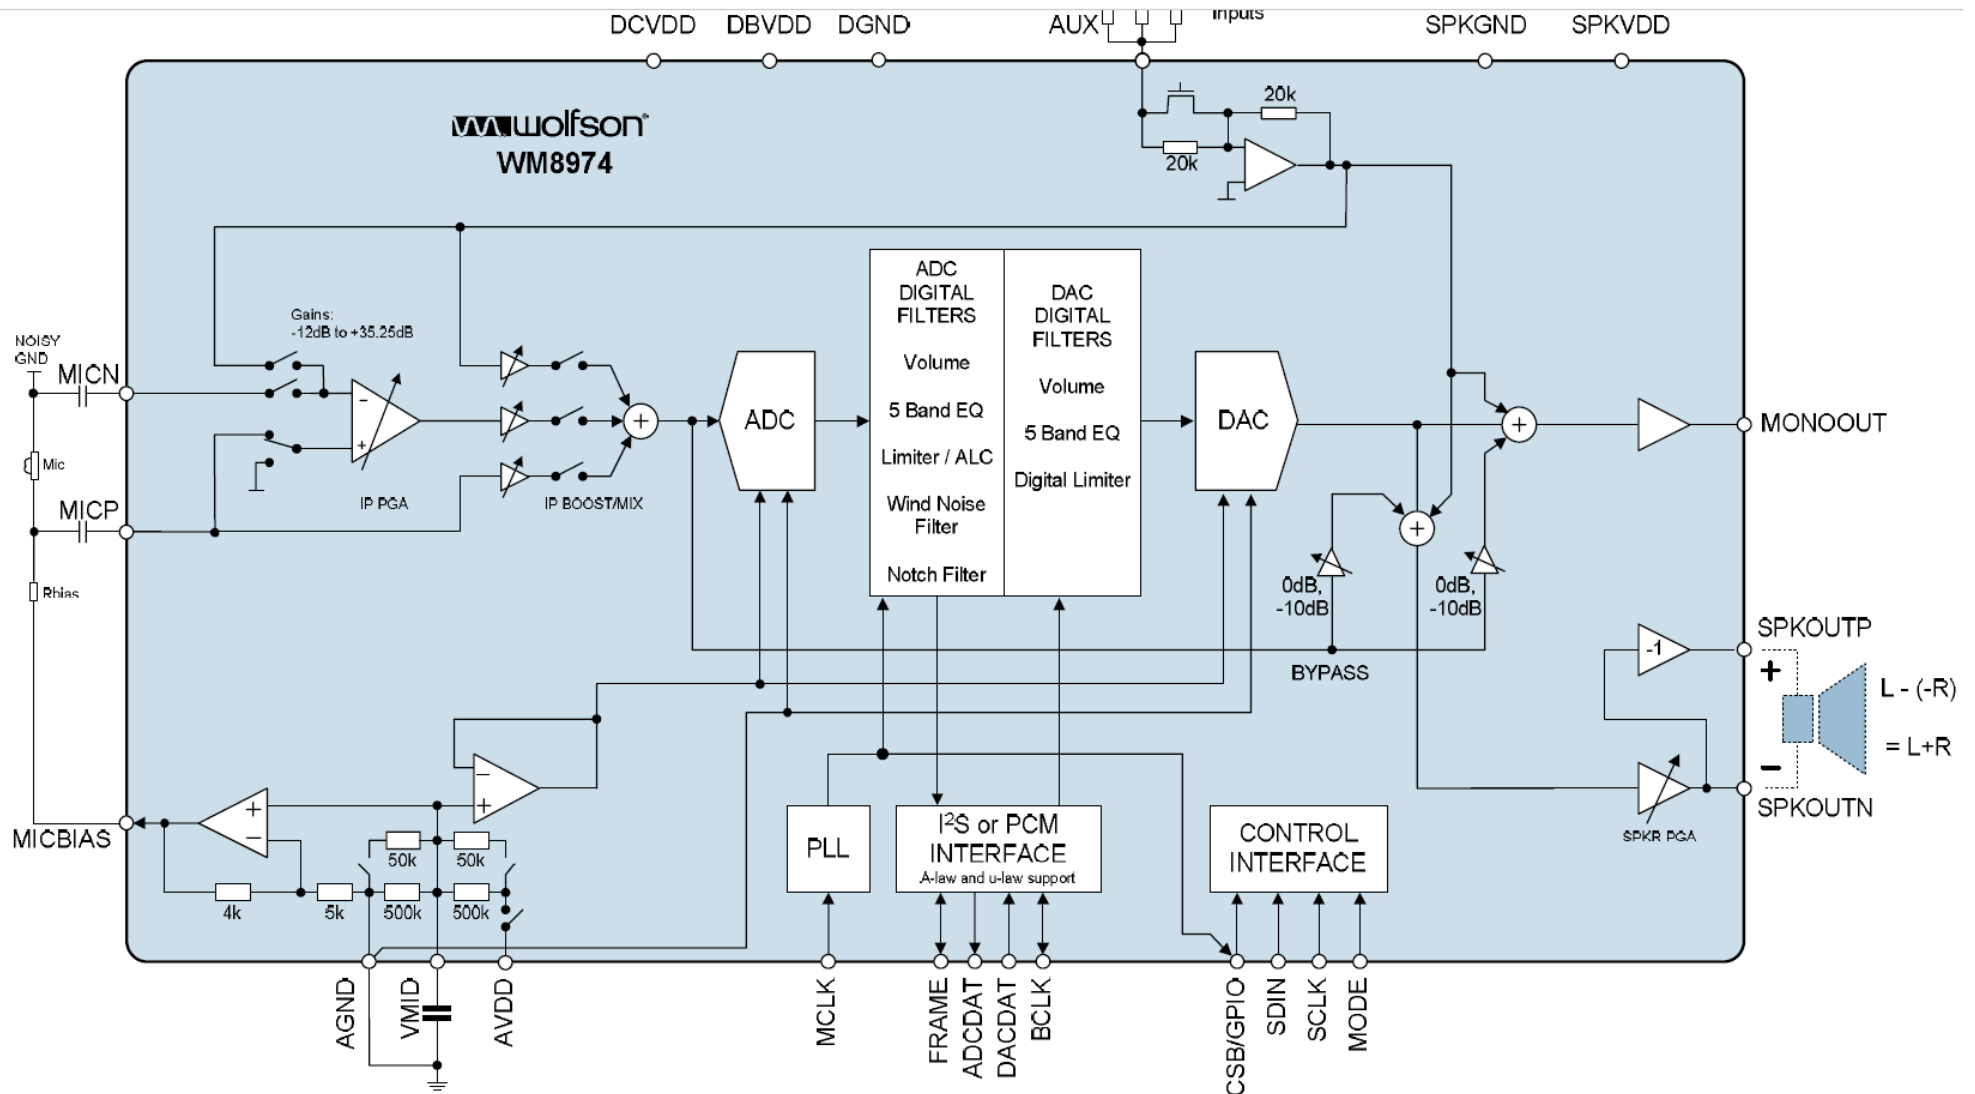 Inputs
DCVDD
DBVDD
DGND
AUX
SPKGND
SPKVDD
wolfson
WM8974
20k
20k
Gains:
-12dB to +35.25dB
NOISY
GND
MICN
-
+
IP PGA
Mic
MICP
Rbias
IP BOOST/MIX
+
ADC
ADC
DIGITAL
FILTERS
Volume
5 Band EQ
Limiter / ALC
Wind Noise
Filter
Notch Filter
DAC
DIGITAL
FILTERS
Volume
5 Band EQ
Digital Limiter
DAC
+
+
MONOOUT
0dB,
-10dB
0dB,
-10dB
BYPASS
SPKOUTP
-1
+
L - (-R)
= L+R
-
SPKOUTN
SPKR PGA
MICBIAS
+
-
-
+
50k
50k
4k
5k
500k
500k
PLL
I²S or PCM
INTERFACE
A-law and u-law support
CONTROL
INTERFACE
AGND
VMID
AVDD
MCLK
FRAME
ADCDAT
DACDAT
BCLK
CSB/GPIO
SDIN
SCLK
MODE